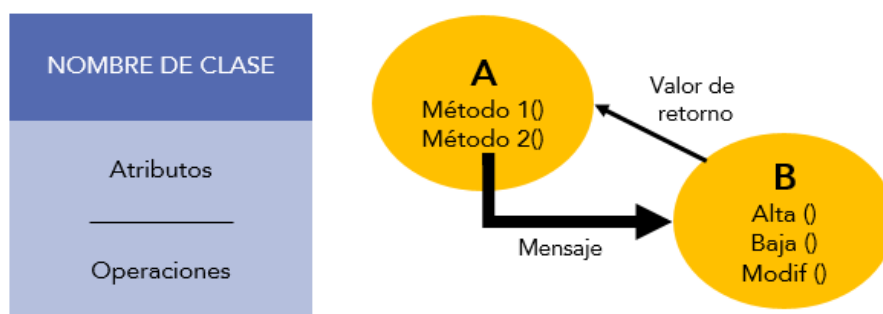 NOMBRE DE CLASE
Atributos
Operaciones
A
Método 1()
Método 2()
Mensaje
Valor de
retorno
B
Alta ()
Baja ()
Modif ()